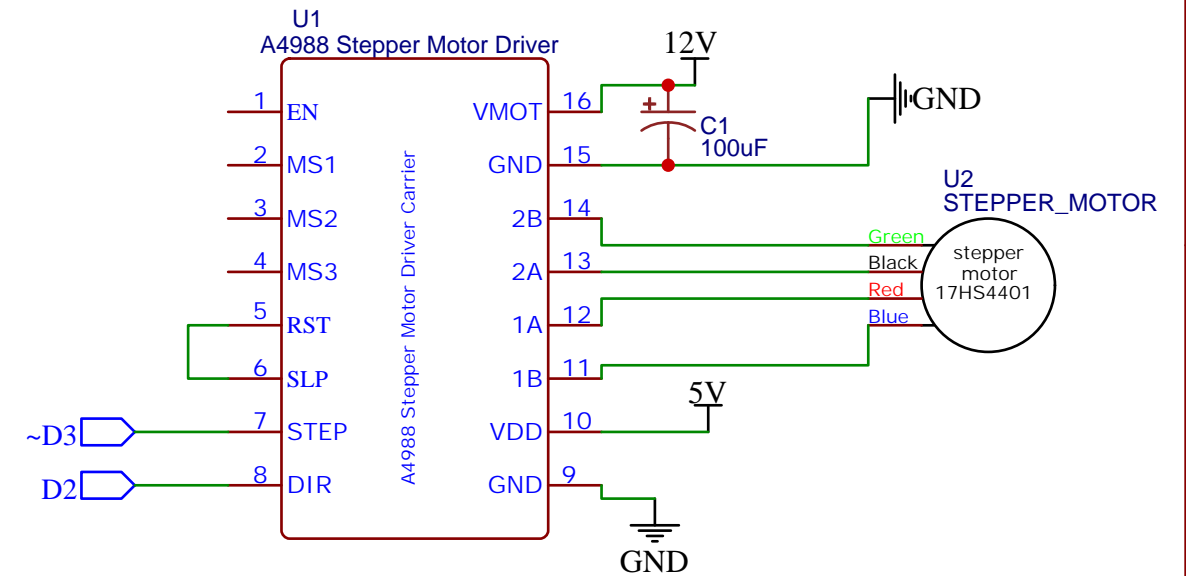 U1
A4988 Stepper Motor Driver
1
EN
2
MS1
3
MS2
4
MS3
5
RST
6
SLP
~D3
7
STEP
D2
8
DIR
A4988 Stepper Motor Driver Carrier
VMOT
16
GND
15
2B
14
2A
13
1A
12
1B
11
VDD
10
GND
9
12V
+
C1
100uF
GND
U2
STEPPER_MOTOR
Green
Black
Red
Blue
stepper
motor
17HS4401
5V
GND